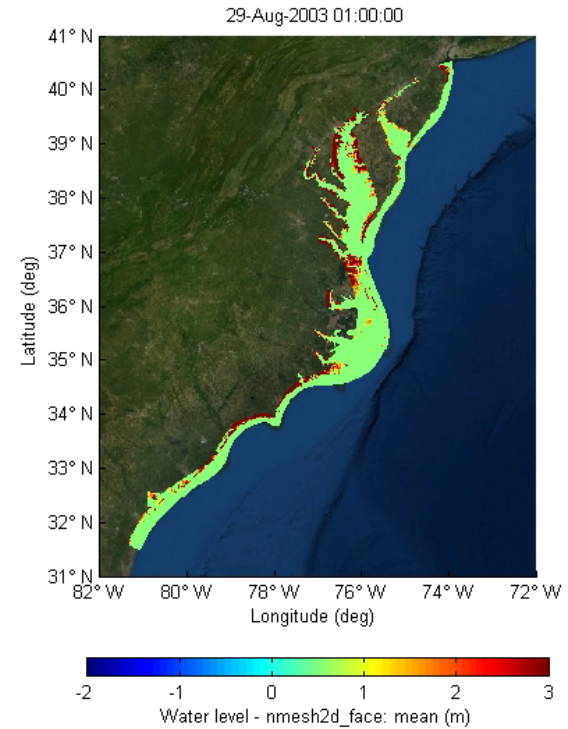 29-Aug-2003 01:00:00
41° N
40° N
39° N
38° N
37° N
36° N
35° N
34° N
33° N
32° N
31° N
Latitude (deg)
82° W 80° W 78° W 76° W 74° W 72° W
Longitude (deg)
-2 -1 0 1 2 3
Water level - nmesh2d_face: mean (m)